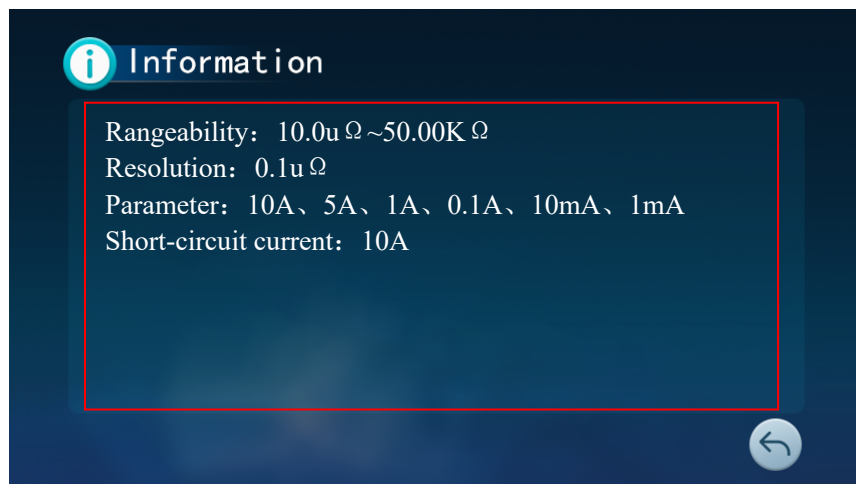 Information
Rangeability：10.0uΩ~50.00KΩ
Resolution：0.1uΩ
Parameter：10A、5A、1A、0.1A、10mA、1mA
Short-circuit current：10A